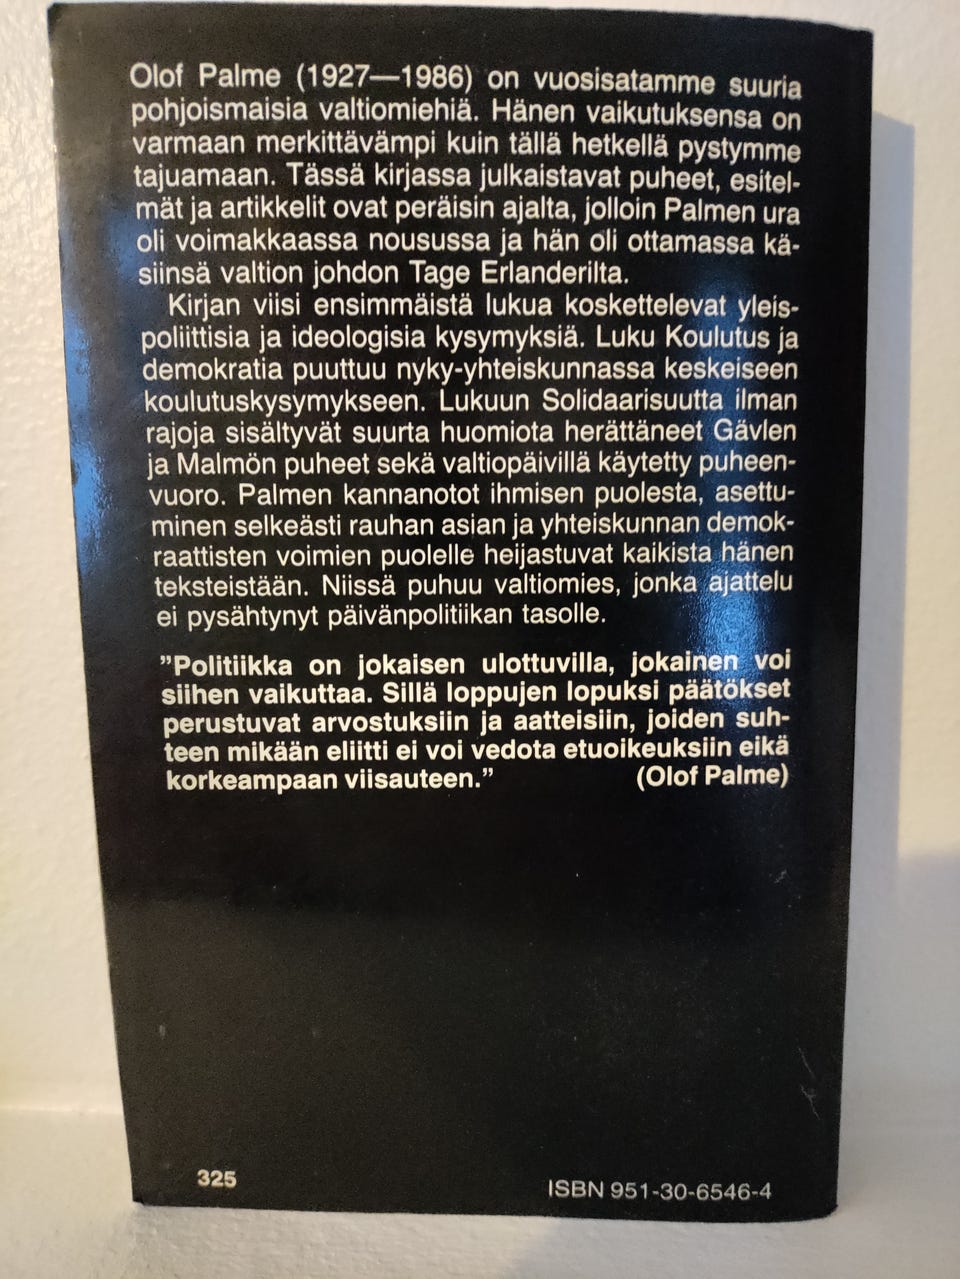 Olof Palme (1927—1986) on vuosisatamme suuria
pohjoismaisia valtiomiehiä. Hänen vaikutuksensa on
varmaan merkittävämpi kuin tällä hetkellä pystymme
tajuamaan. Tässä kirjassa julkaistavat puheet, esitel-
mät ja artikkelit ovat peräisin ajalta, jolloin Palmen ura
oli voimakkaassa nousussa ja hän oli ottamassa kä-
siinsä valtion johdon Tage Erlanderilta.
Kirjan viisi ensimmäistä lukua koskettelevat yleis-
poliittisia ja ideologisia kysymyksiä. Luku Koulutus ja
demokratia puuttuu nyky-yhteiskunnassa keskeiseen
koulutuskysymykseen. Lukuun Solidaarisuutta ilman
rajoja sisältyvät suurta huomiota herättäneet Gävlen
ja Malmön puheet sekä valtiopäivillä käytetty puheen-
vuoro. Palmen kannanotot ihmisen puolesta, asettu-
minen selkeästi rauhan asian ja yhteiskunnan demok-
raattisten voimien puolelle heijastuvat kaikista hänen
teksteistään. Niissä puhuu valtiomies, jonka ajattelu
ei pysähtynyt päivänpolitiikan tasolle.
”Politiikka on jokaisen ulottuvilla, jokainen voi
siihen vaikuttaa. Sillä loppujen lopuksi päätökset
perustuvat arvostuksiin ja aatteisiin, joiden suh-
teen mikään eliitti ei voi vedota etuoikeuksiin eikä
korkeampaan viisauteen.” (Olof Palme)
325
ISBN 951-30-6546-4